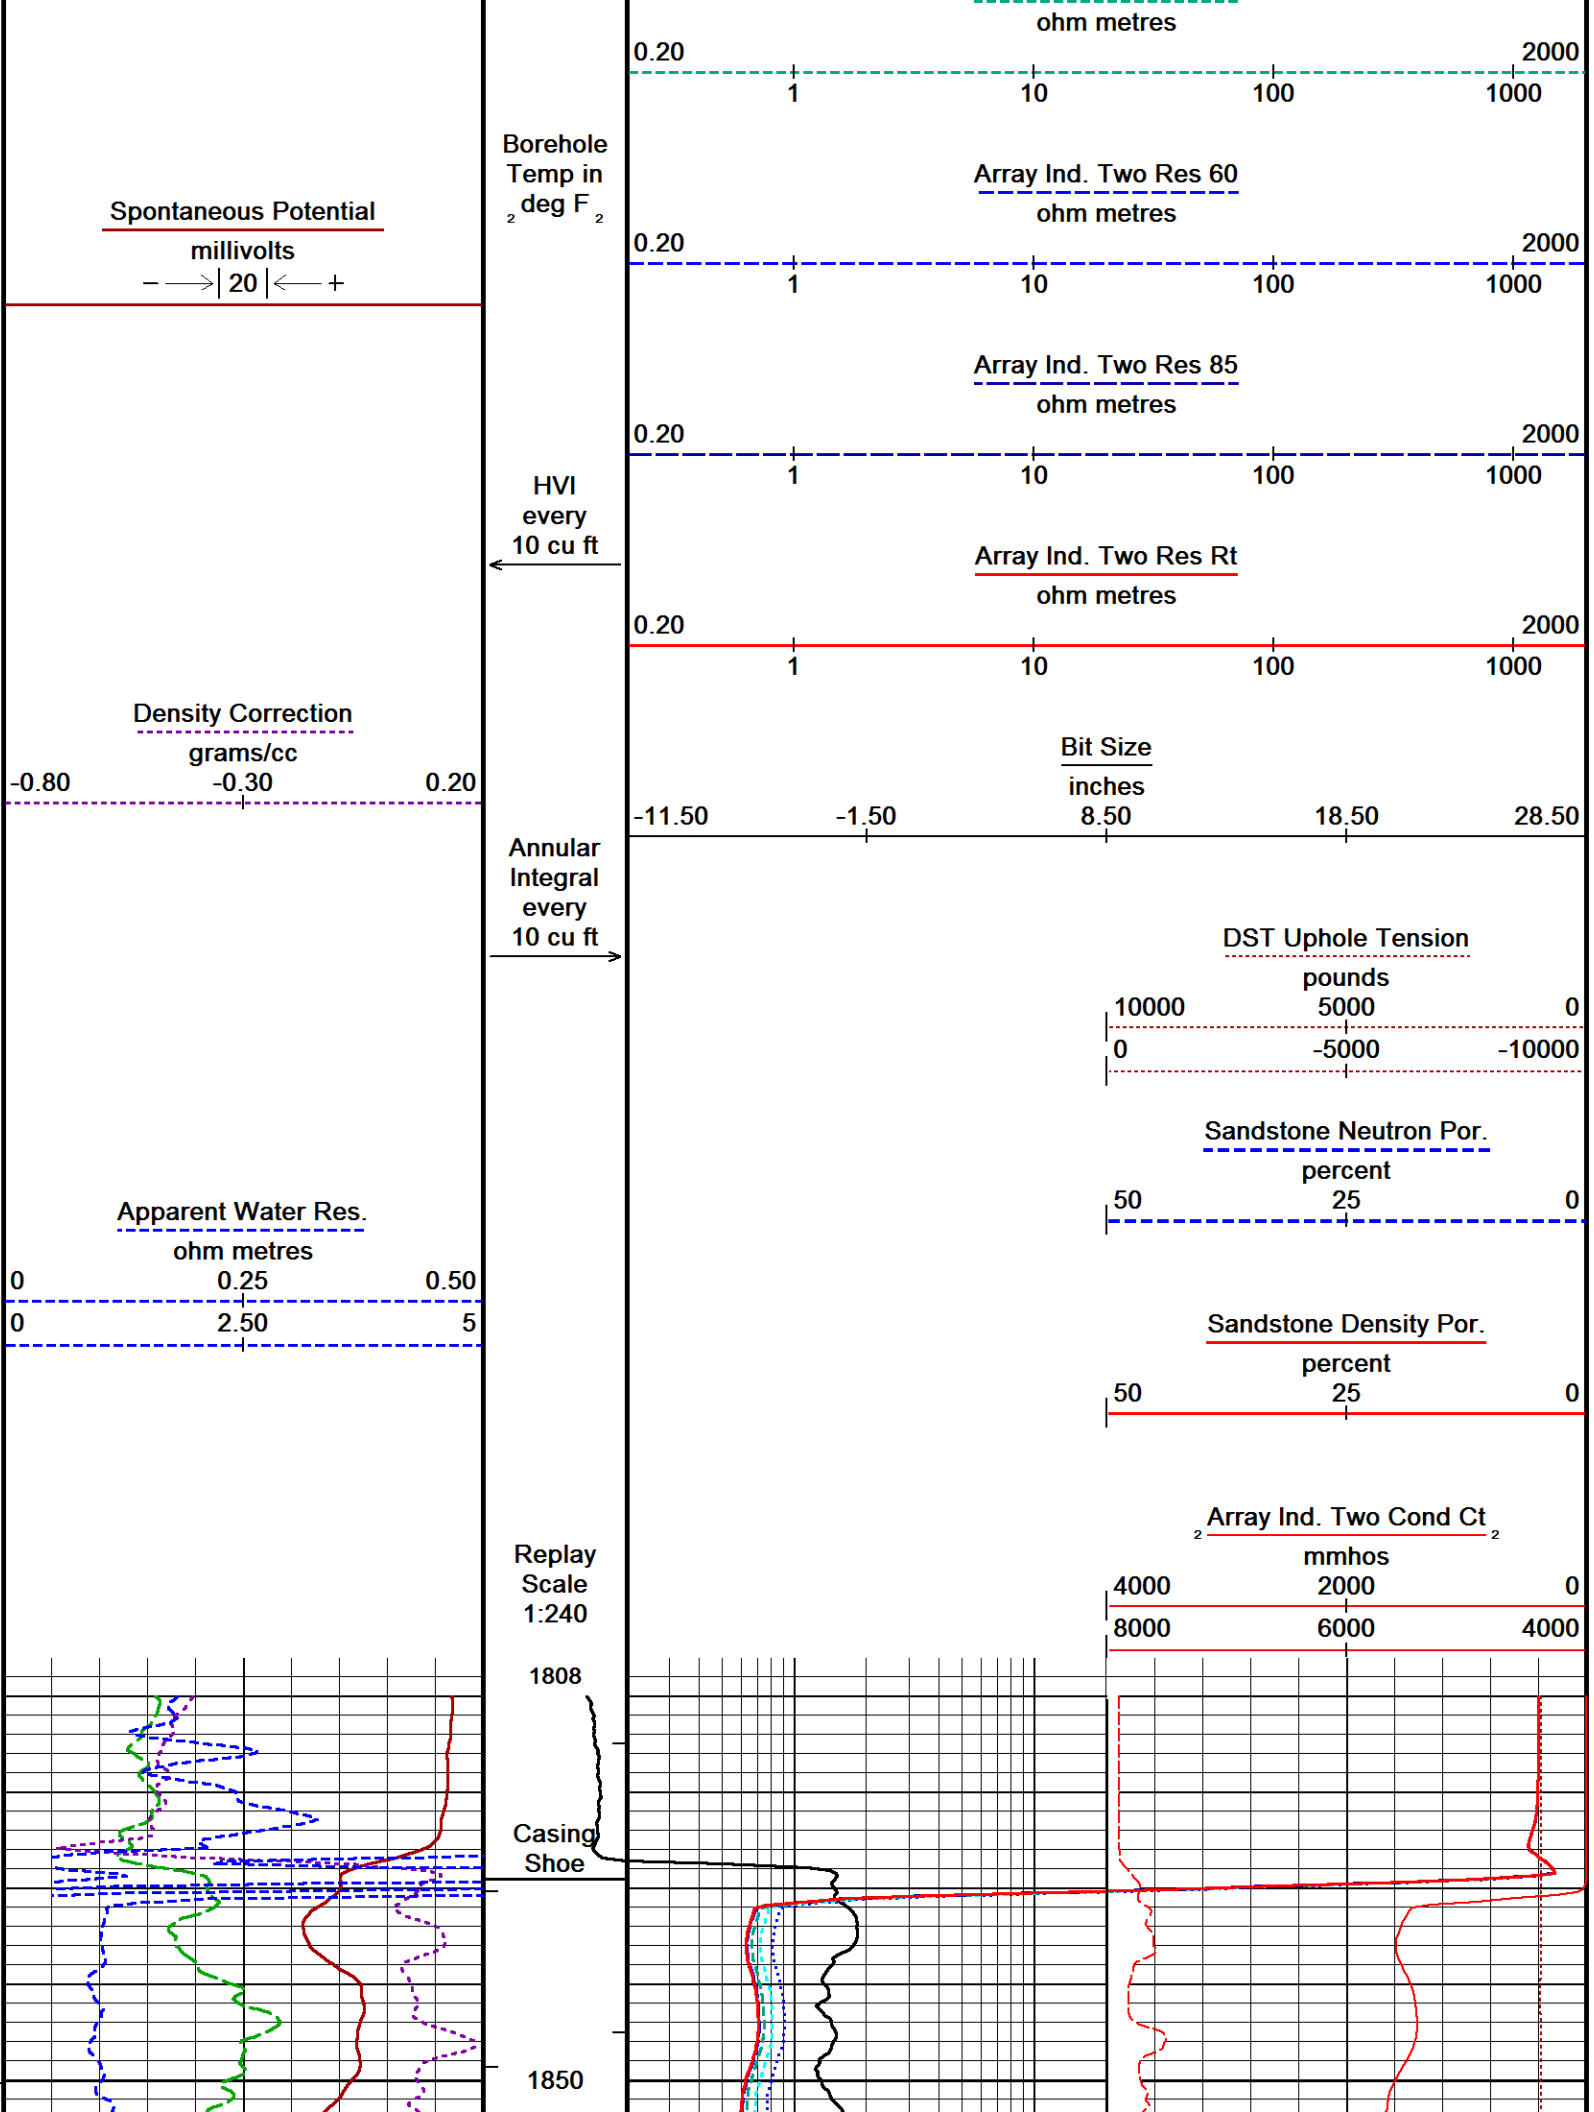 ohm metres
0.20 2000
1 10 100 1000
Borehole
Temp in
₂ deg F ₂
Array Ind. Two Res 60
ohm metres
0.20 2000
1 10 100 1000
Spontaneous Potential
millivolts
− 20 +
Array Ind. Two Res 85
ohm metres
0.20 2000
1 10 100 1000
HVI
every
10 cu ft
Array Ind. Two Res Rt
ohm metres
0.20 2000
1 10 100 1000
Density Correction
grams/cc
-0.80 -0.30 0.20
Bit Size
inches
-11.50 -1.50 8.50 18.50 28.50
Annular
Integral
every
10 cu ft
DST Uphole Tension
pounds
10000 5000 0
0 -5000 -10000
Sandstone Neutron Por.
percent
50 25 0
Apparent Water Res.
ohm metres
0 0.25 0.50
0 2.50 5
Sandstone Density Por.
percent
50 25 0
₂ Array Ind. Two Cond Ct ₂
mmhos
4000 2000 0
8000 6000 4000
Replay
Scale
1:240
1808
Casing
Shoe
1850